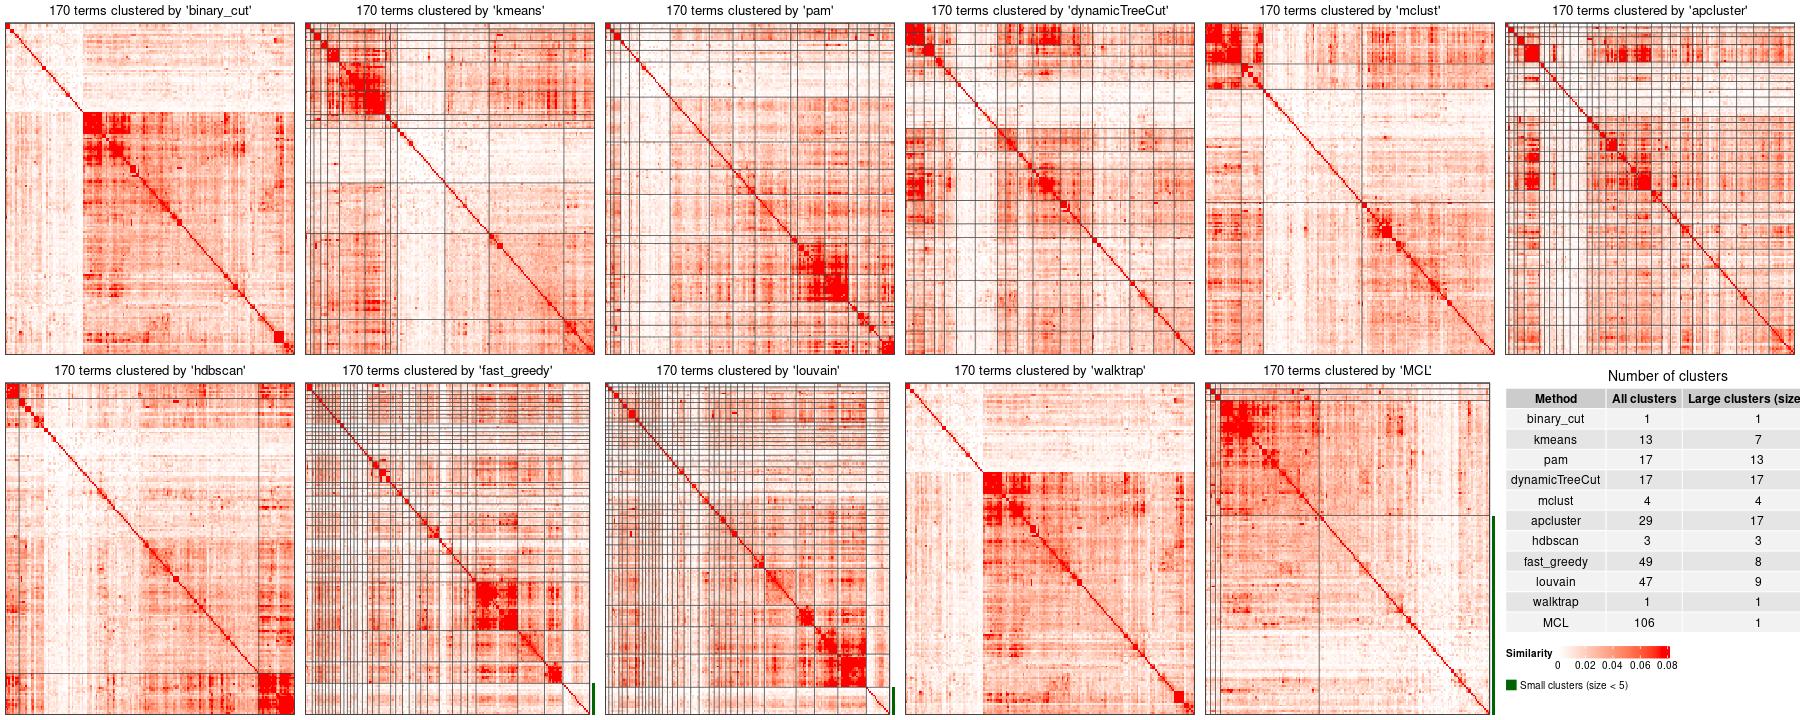 170 terms clustered by 'binary_cut'
170 terms clustered by 'kmeans'
170 terms clustered by 'pam'
170 terms clustered by 'dynamicTreeCut'
170 terms clustered by 'mclust'
170 terms clustered by 'apcluster'
170 terms clustered by 'hdbscan'
170 terms clustered by 'fast_greedy'
170 terms clustered by 'louvain'
170 terms clustered by 'walktrap'
170 terms clustered by 'MCL'
Number of clusters
Method All clusters Large clusters (size
binary_cut 1 1
kmeans 13 7
pam 17 13
dynamicTreeCut 17 17
mclust 4 4
apcluster 29 17
hdbscan 3 3
fast_greedy 49 8
louvain 47 9
walktrap 1 1
MCL 106 1
Similarity
0 0.02 0.04 0.06 0.08
Small clusters (size < 5)